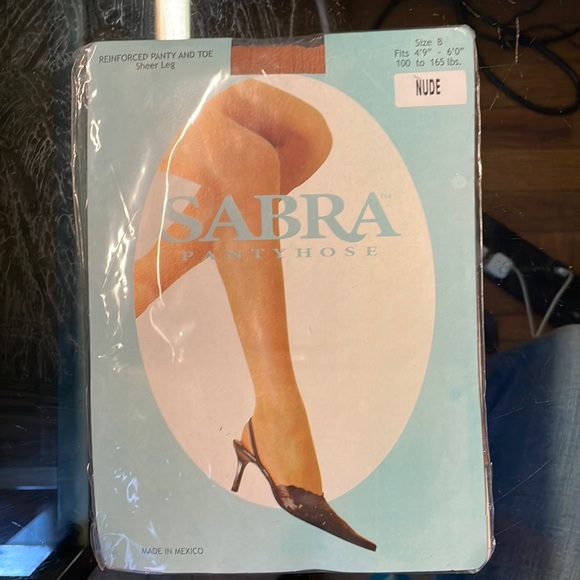 REINFORCED PANTY AND TOE
Sheer Leg
Size B
Fits 4'9" - 6'0"
100 to 165 lbs.
NUDE
SABRA™
PANTYHOSE
MADE IN MEXICO